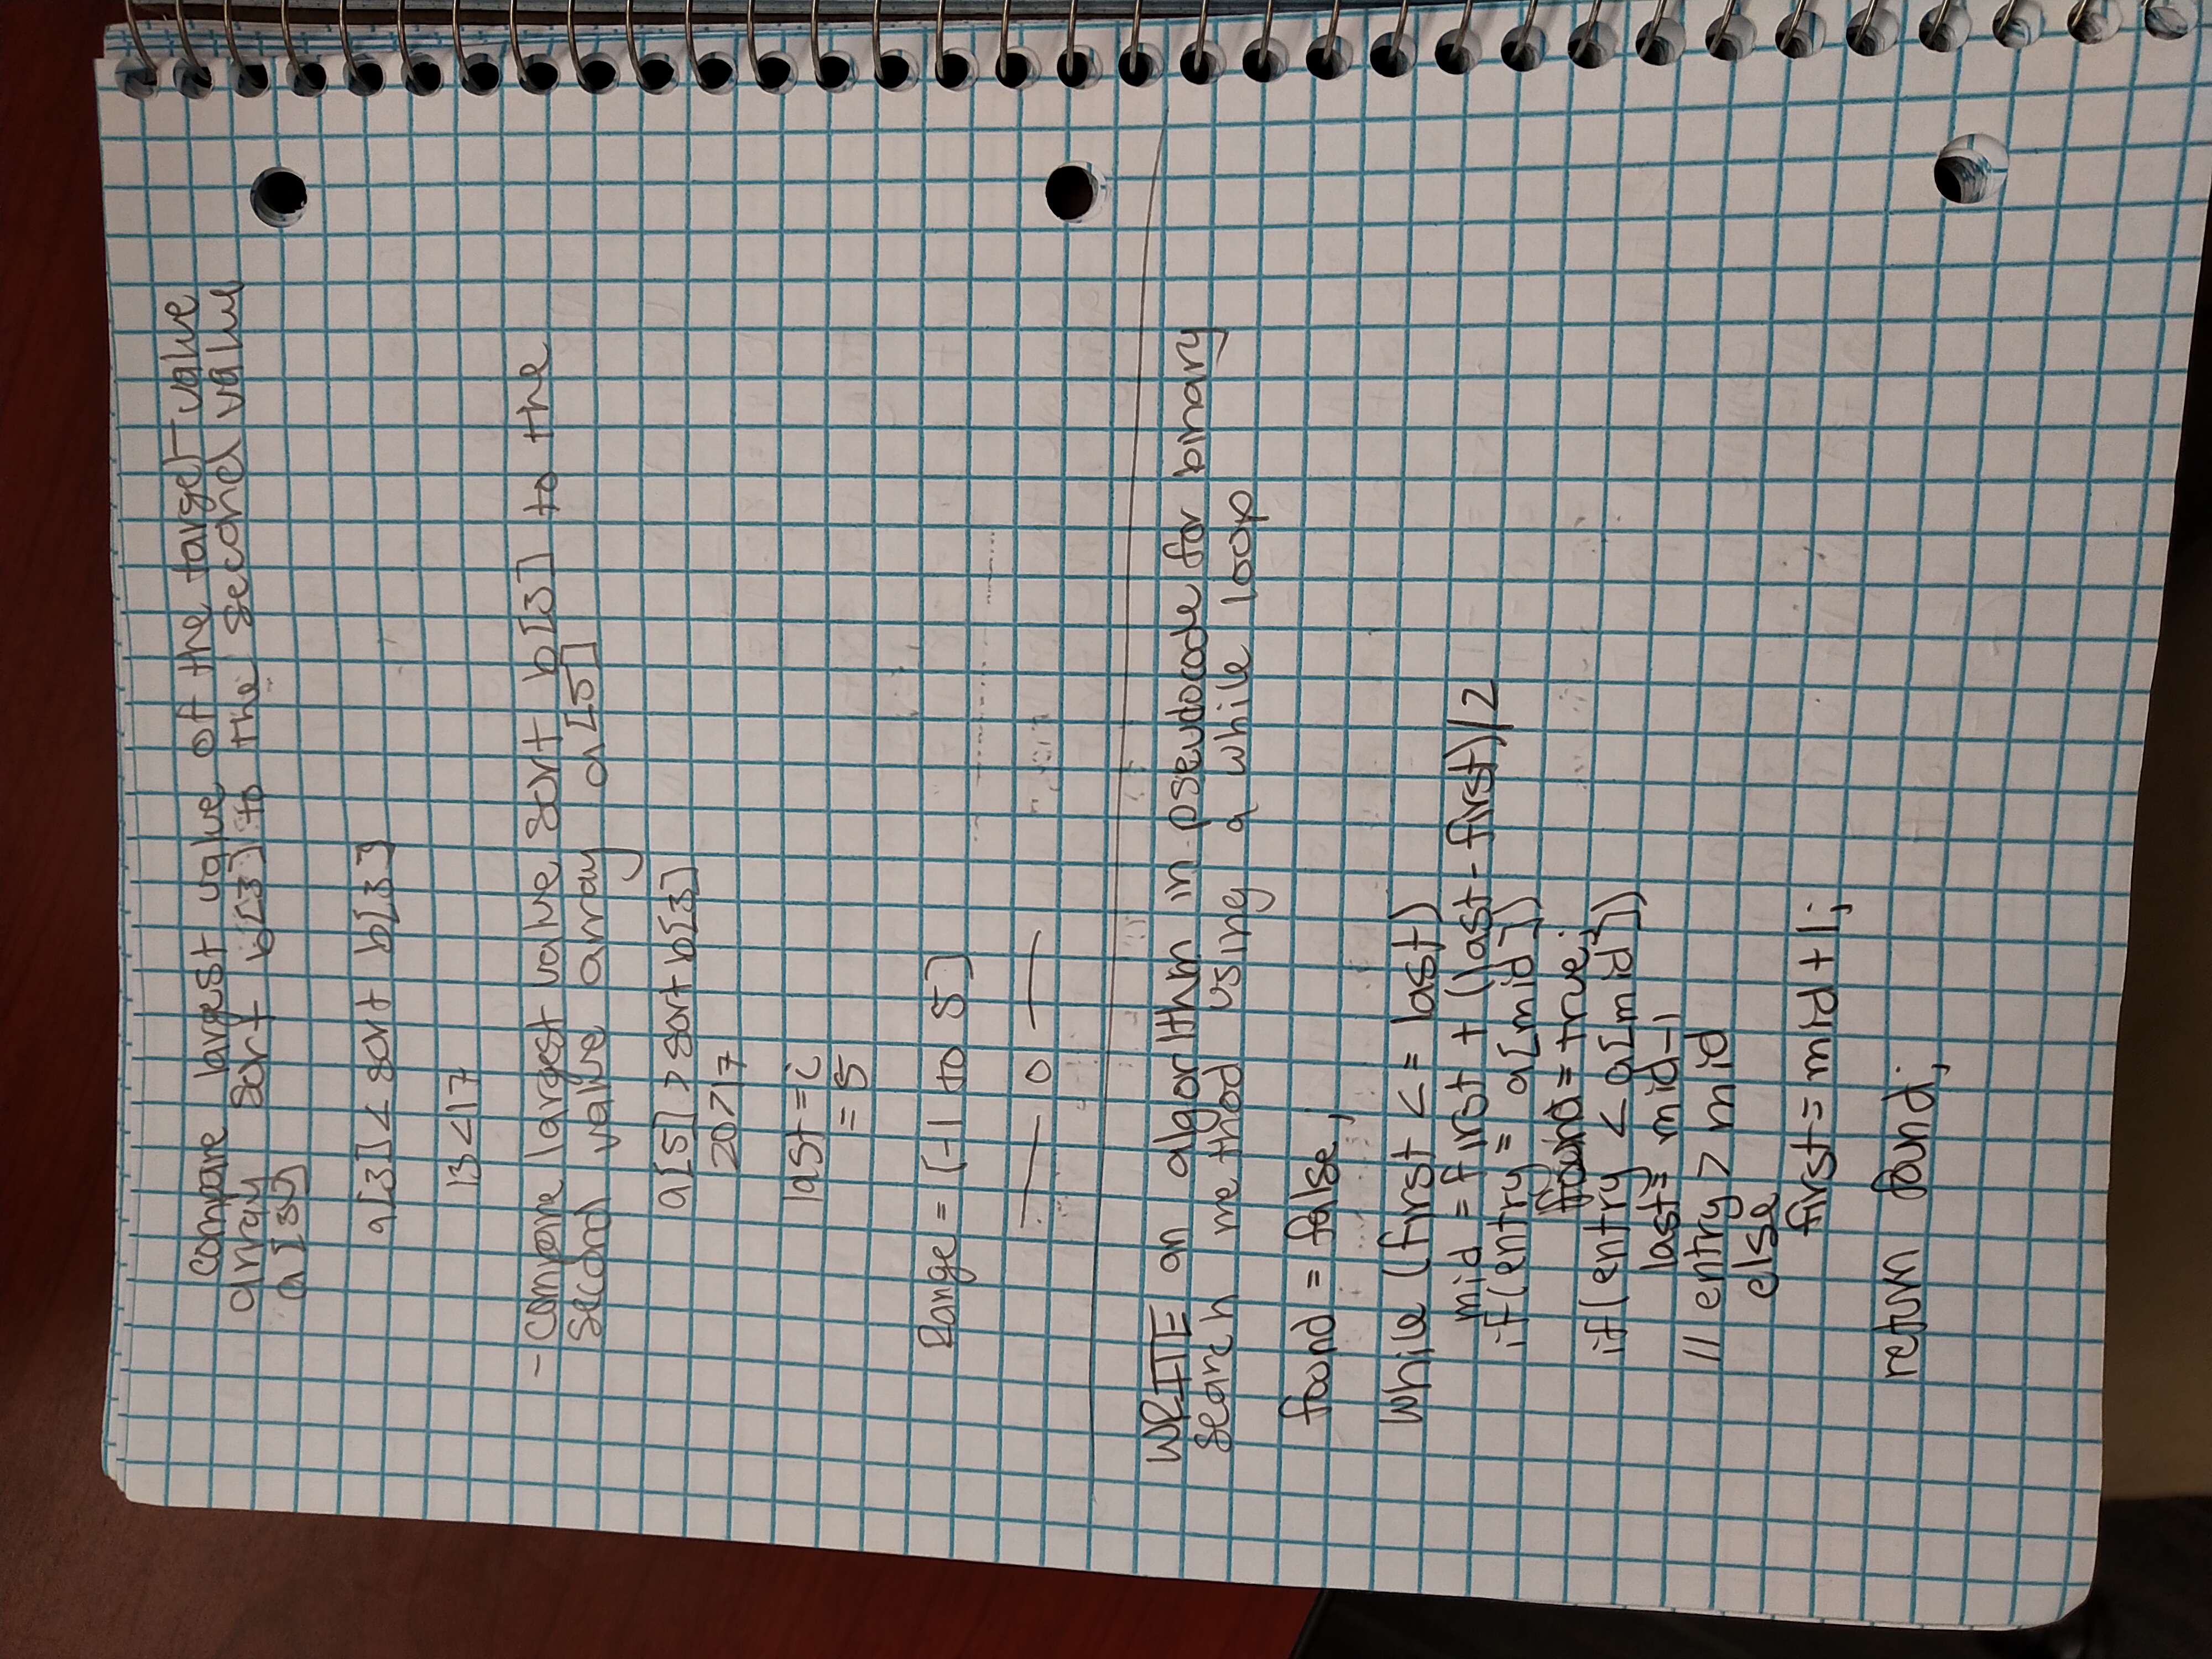 compare largest value of the target value
array sort b[3] to the second value
a[3]
a[3] < sort b[3]
13<17
- compare largest value sort b[3] to the
second value array a[5]
a[5] > sort b[3]
20>17
last = i
= 5
Range = [-1 to 5]
— 0 —
WRITE an algorithm in pseudocode for binary
search method using a while loop
found = false;
while (first <= last)
mid = first + (last - first)/2
if(entry = a[mid])
found = true;
if(entry < a[mid])
last = mid-1
// entry > mid
else
first = mid + 1;
return found;